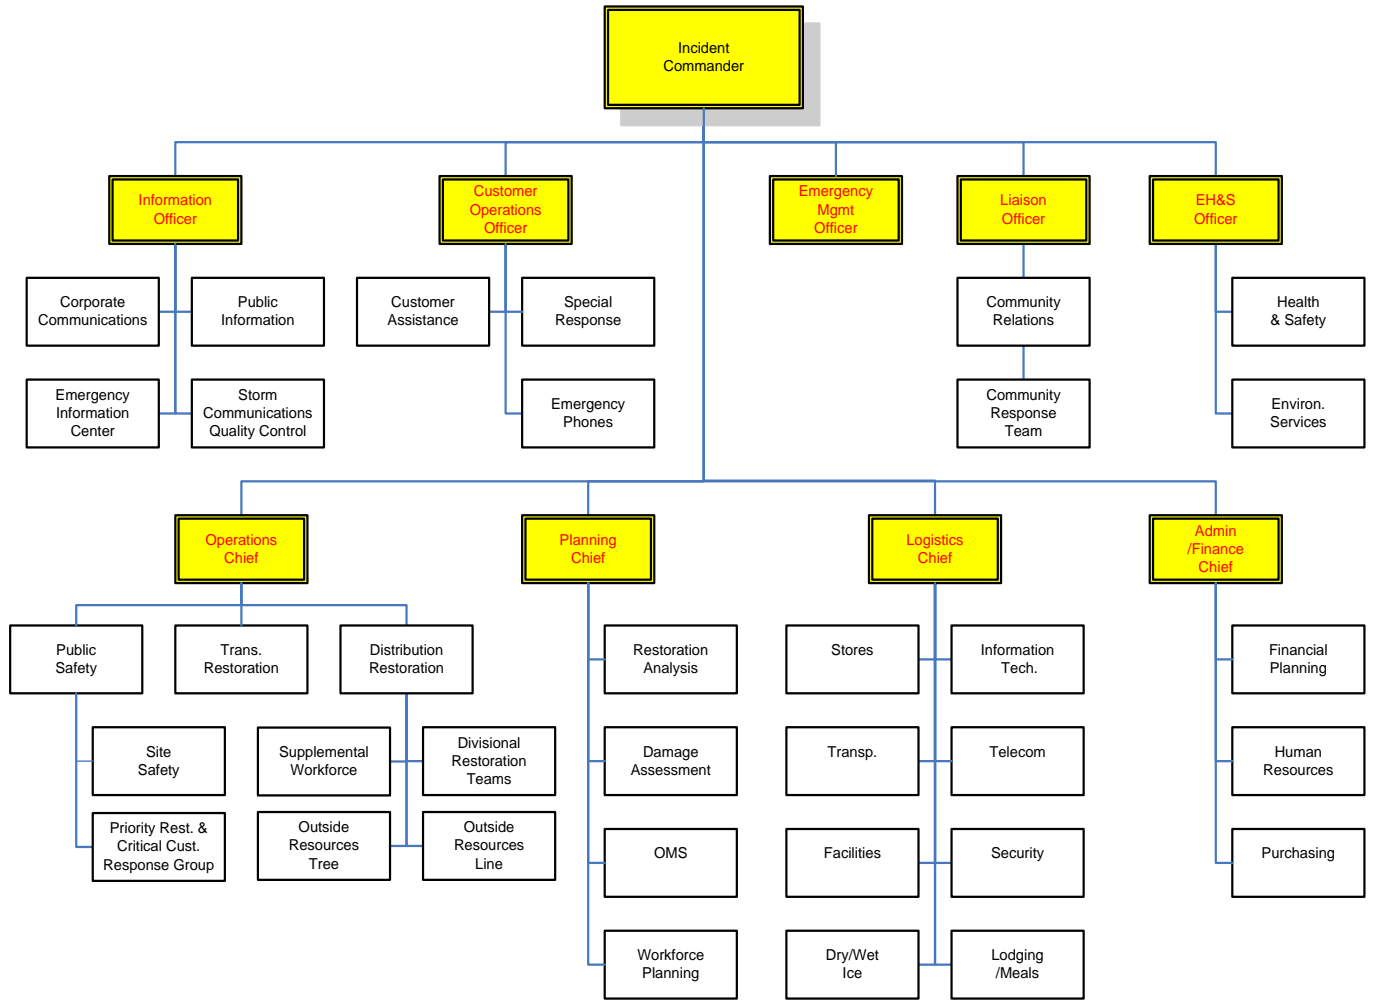 Incident
Commander
Information
Officer
Customer
Operations
Officer
Emergency
Mgmt
Officer
Liaison
Officer
EH&S
Officer
Corporate
Communications
Public
Information
Customer
Assistance
Special
Response
Community
Relations
Health
& Safety
Emergency
Information
Center
Storm
Communications
Quality Control
Emergency
Phones
Community
Response
Team
Environ.
Services
Operations
Chief
Planning
Chief
Logistics
Chief
Admin
/Finance
Chief
Public
Safety
Trans.
Restoration
Distribution
Restoration
Restoration
Analysis
Stores
Information
Tech.
Financial
Planning
Site
Safety
Supplemental
Workforce
Divisional
Restoration
Teams
Damage
Assessment
Transp.
Telecom
Human
Resources
Priority Rest. &
Critical Cust.
Response Group
Outside
Resources
Tree
Outside
Resources
Line
OMS
Facilities
Security
Purchasing
Workforce
Planning
Dry/Wet
Ice
Lodging
/Meals